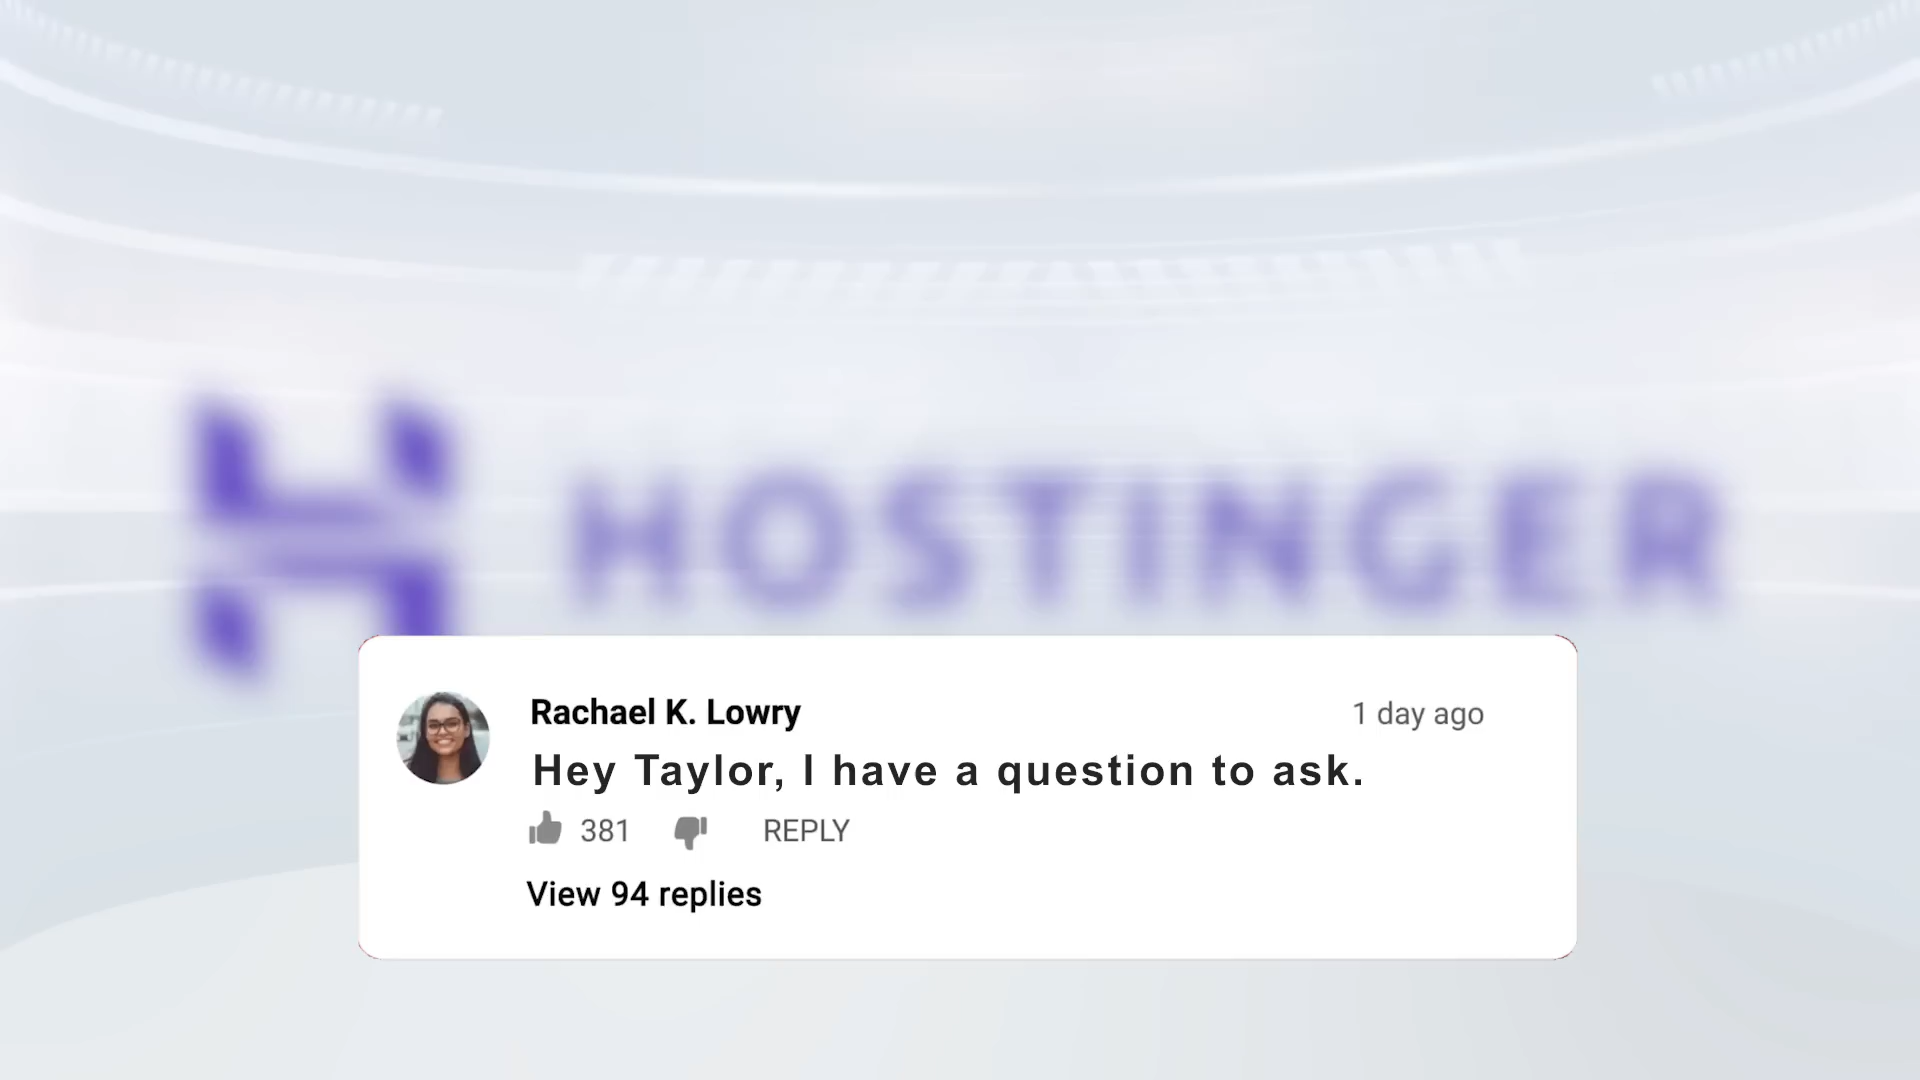 HOSTINGER
Rachael K. Lowry
1 day ago
Hey Taylor, I have a question to ask.
381
REPLY
View 94 replies